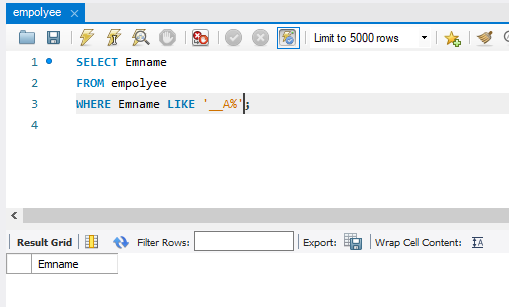 empolyee
Limit to 5000 rows
1 SELECT Emname
2 FROM empolyee
3 WHERE Emname LIKE '__A%';
4
Result Grid Filter Rows: Export: Wrap Cell Content:
Emname